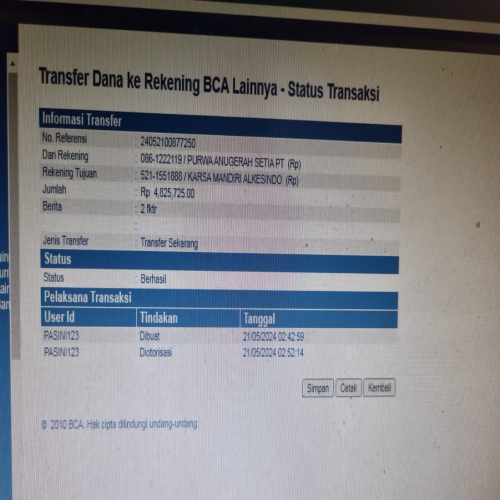 Transfer Dana ke Rekening BCA Lainnya - Status Transaksi
Informasi Transfer
No. Referensi : 24052100877250
Dari Rekening : 086-1222119 / PURWA ANUGERAH SETIA PT (Rp)
Rekening Tujuan : 521-1551888 / KARSA MANDIRI ALKESINDO (Rp)
Jumlah : Rp 4,825,725.00
Berita : 2 fktr
:
Jenis Transfer : Transfer Sekarang
Status
Status : Berhasil
Pelaksana Transaksi
User Id Tindakan Tanggal
PASINI123 Dibuat 21/05/2024 02:42:59
PASINI123 Diotorisasi 21/05/2024 02:52:14
Simpan Cetak Kembali
© 2010 BCA. Hak cipta dilindungi undang-undang.